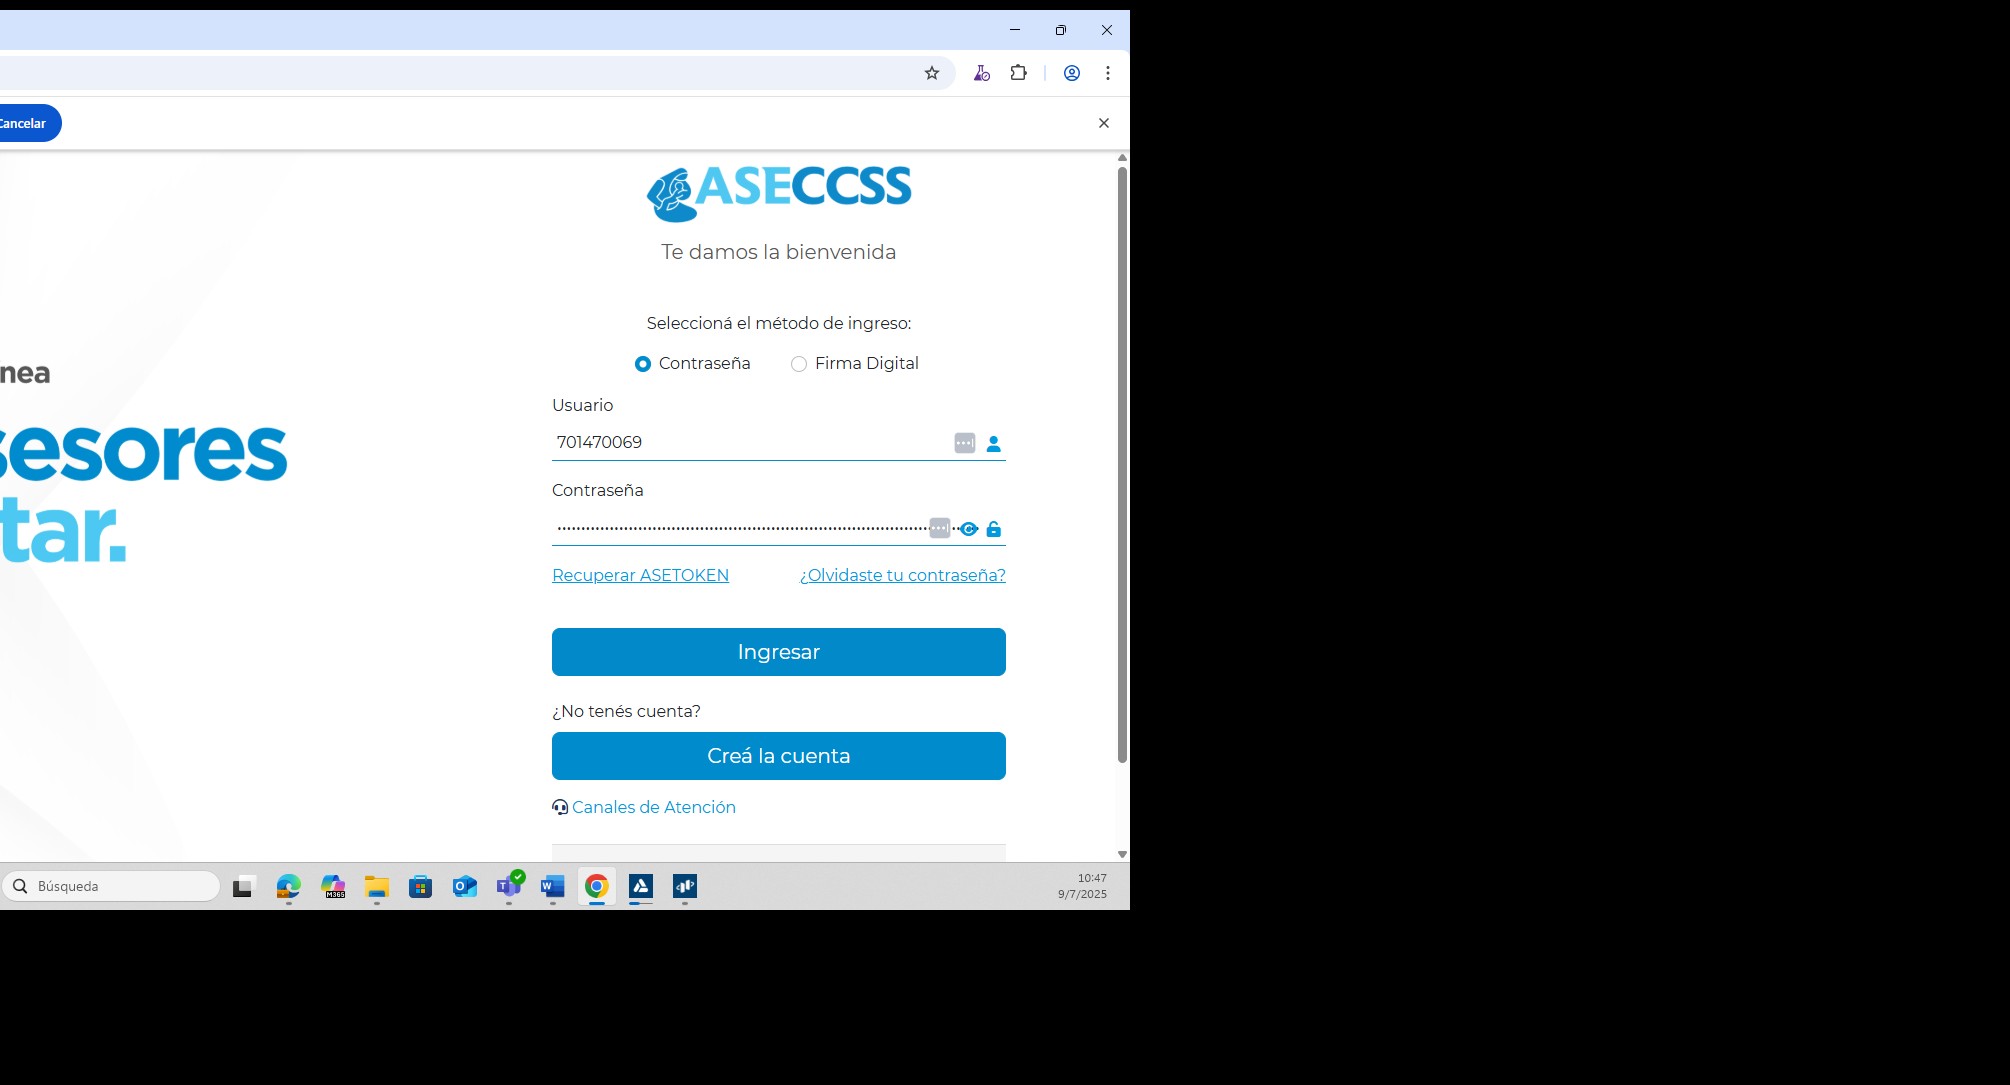 Cancelar
ASECCSS
Te damos la bienvenida
Seleccioná el método de ingreso:
Contraseña
Firma Digital
nea
sesores
tar.
Usuario
701470069
Contraseña
Recuperar ASETOKEN
¿Olvidaste tu contraseña?
Ingresar
¿No tenés cuenta?
Creá la cuenta
Canales de Atención
Búsqueda
M365
10:47
9/7/2025